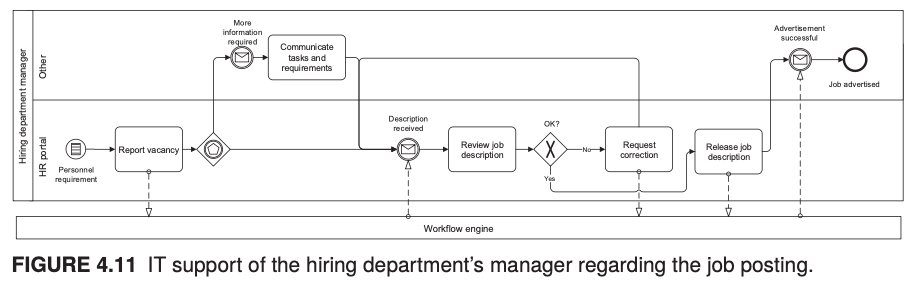 Hiring department manager
Other
HR portal
More
information
required
Communicate
tasks and
requirements
Advertisement
successful
Job advertised
Personnel
requirement
Report vacancy
Description
received
Review job
description
OK?
No
Yes
Request
correction
Release job
description
Workflow engine
FIGURE 4.11 IT support of the hiring department's manager regarding the job posting.